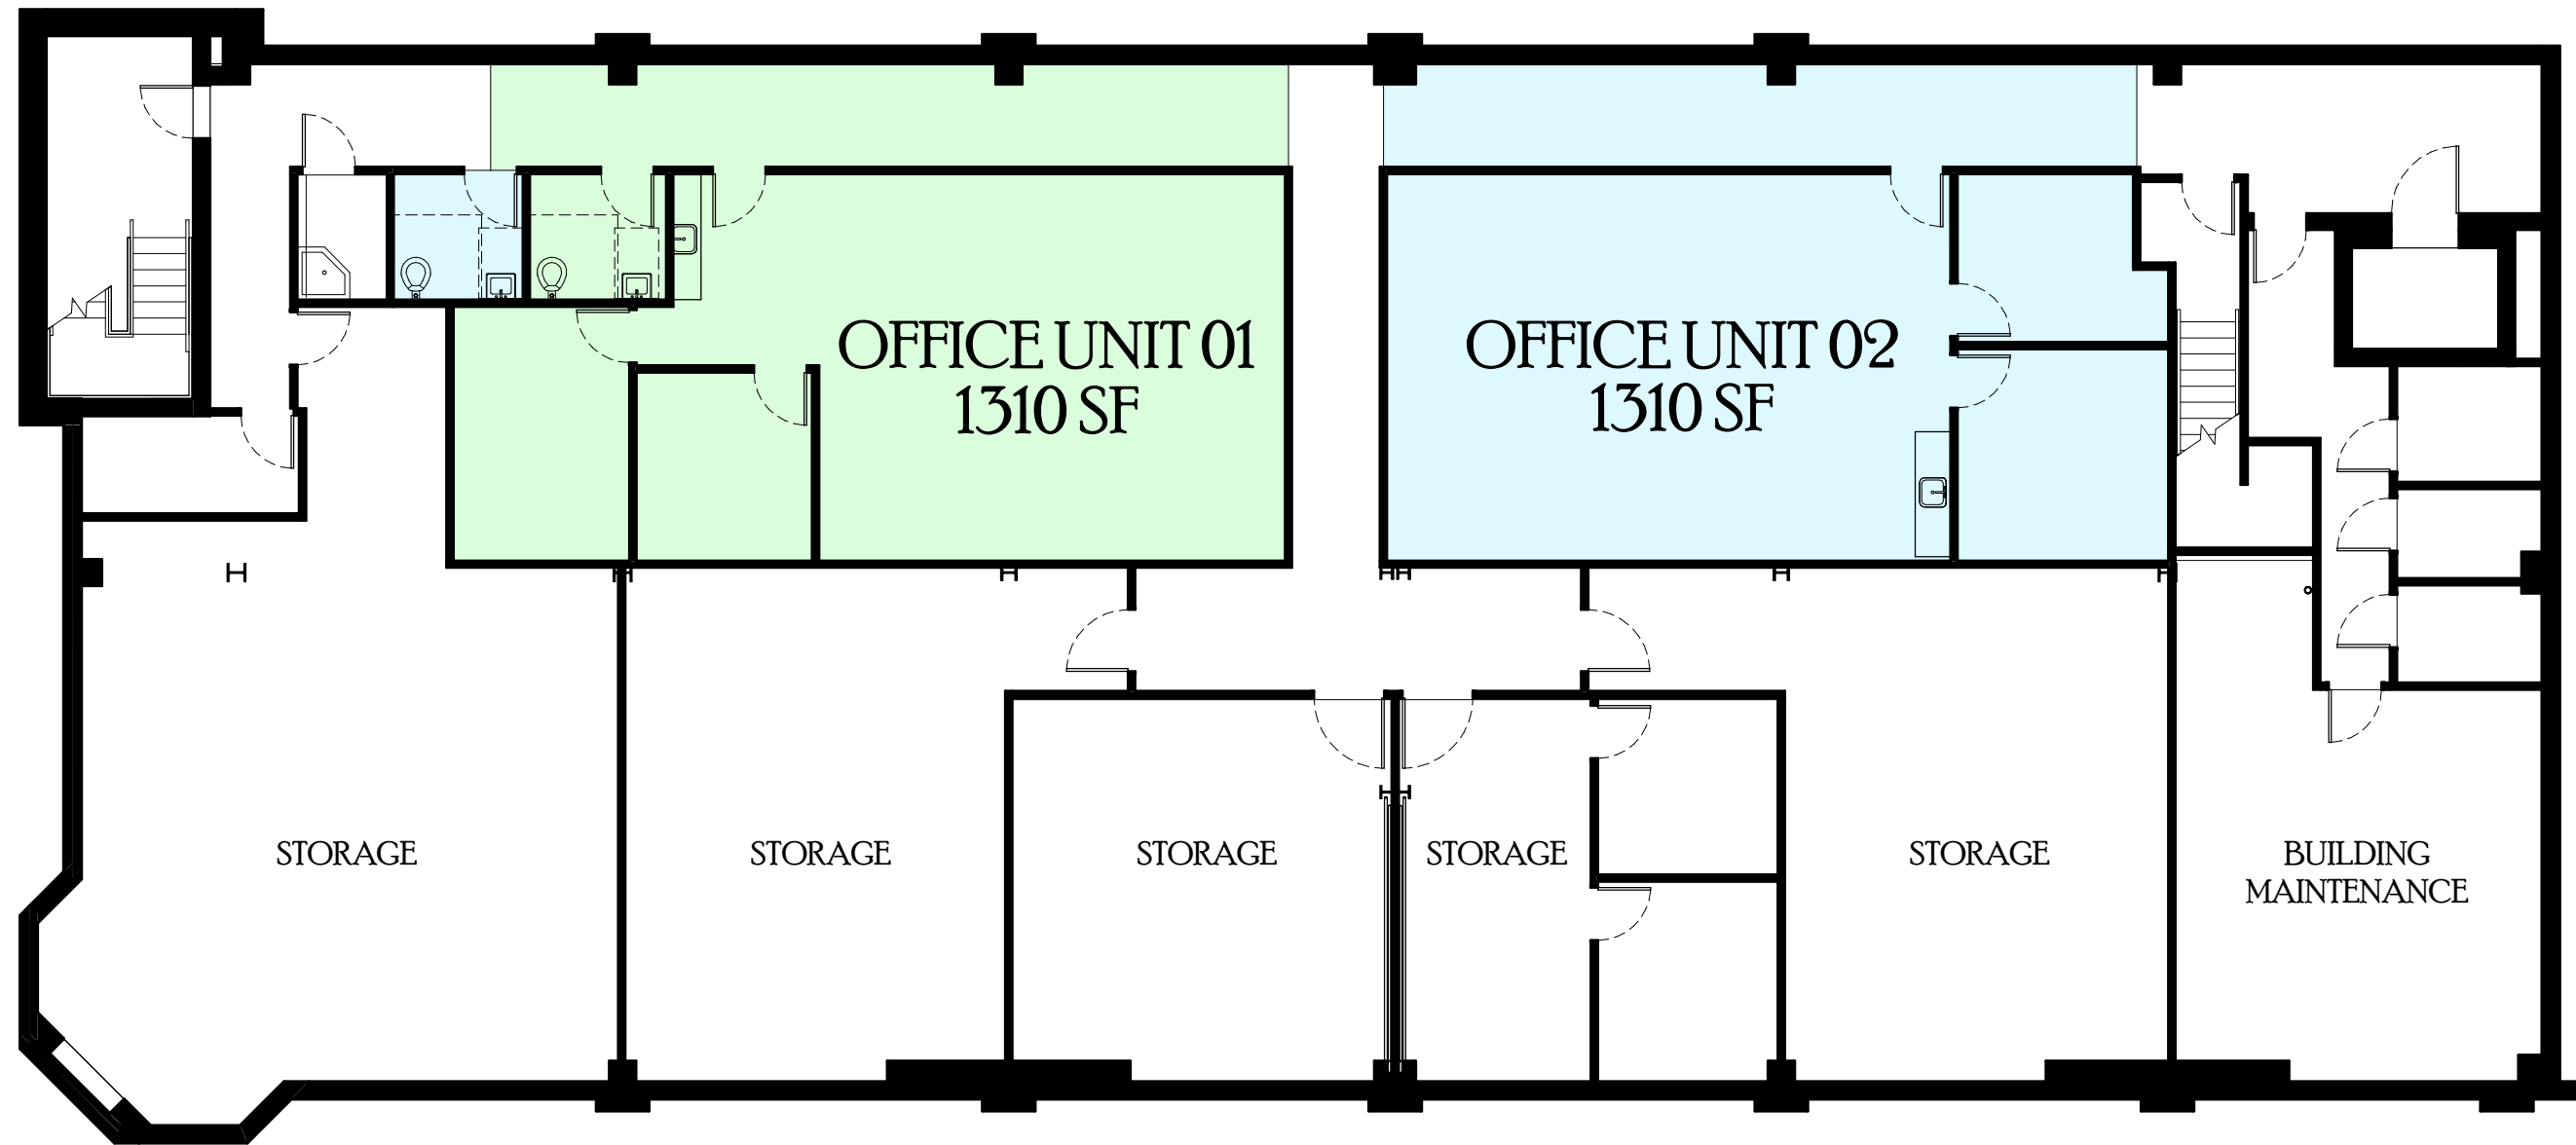 OFFICE UNIT 01
1310 SF
OFFICE UNIT 02
1310 SF
STORAGE
STORAGE
STORAGE
STORAGE
STORAGE
BUILDING
MAINTENANCE